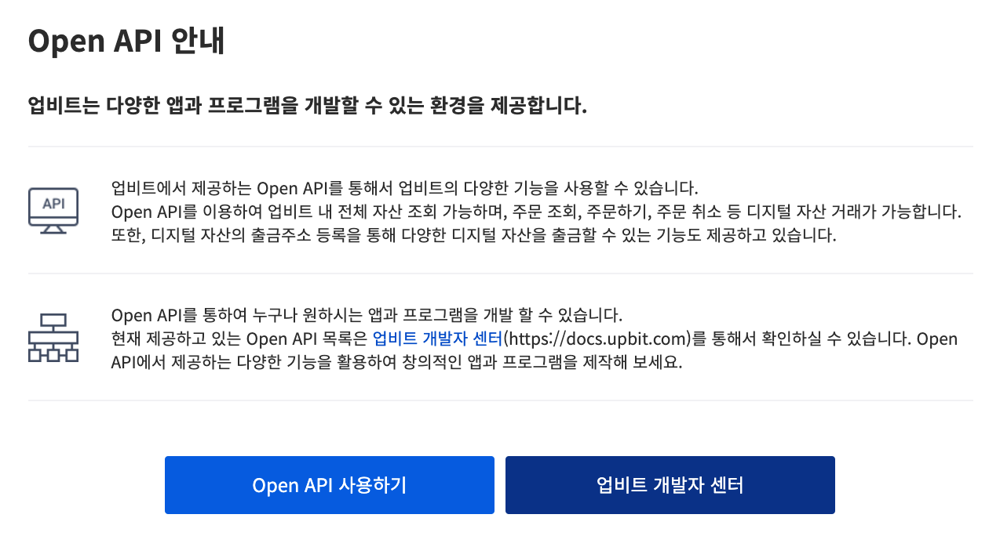 Open API 안내
업비트는 다양한 앱과 프로그램을 개발할 수 있는 환경을 제공합니다.
API
업비트에서 제공하는 Open API를 통해서 업비트의 다양한 기능을 사용할 수 있습니다.
Open API를 이용하여 업비트 내 전체 자산 조회 가능하며, 주문 조회, 주문하기, 주문 취소 등 디지털 자산 거래가 가능합니다.
또한, 디지털 자산의 출금주소 등록을 통해 다양한 디지털 자산을 출금할 수 있는 기능도 제공하고 있습니다.
Open API를 통하여 누구나 원하시는 앱과 프로그램을 개발 할 수 있습니다.
현재 제공하고 있는 Open API 목록은 업비트 개발자 센터(https://docs.upbit.com)를 통해서 확인하실 수 있습니다. Open
API에서 제공하는 다양한 기능을 활용하여 창의적인 앱과 프로그램을 제작해 보세요.
Open API 사용하기
업비트 개발자 센터